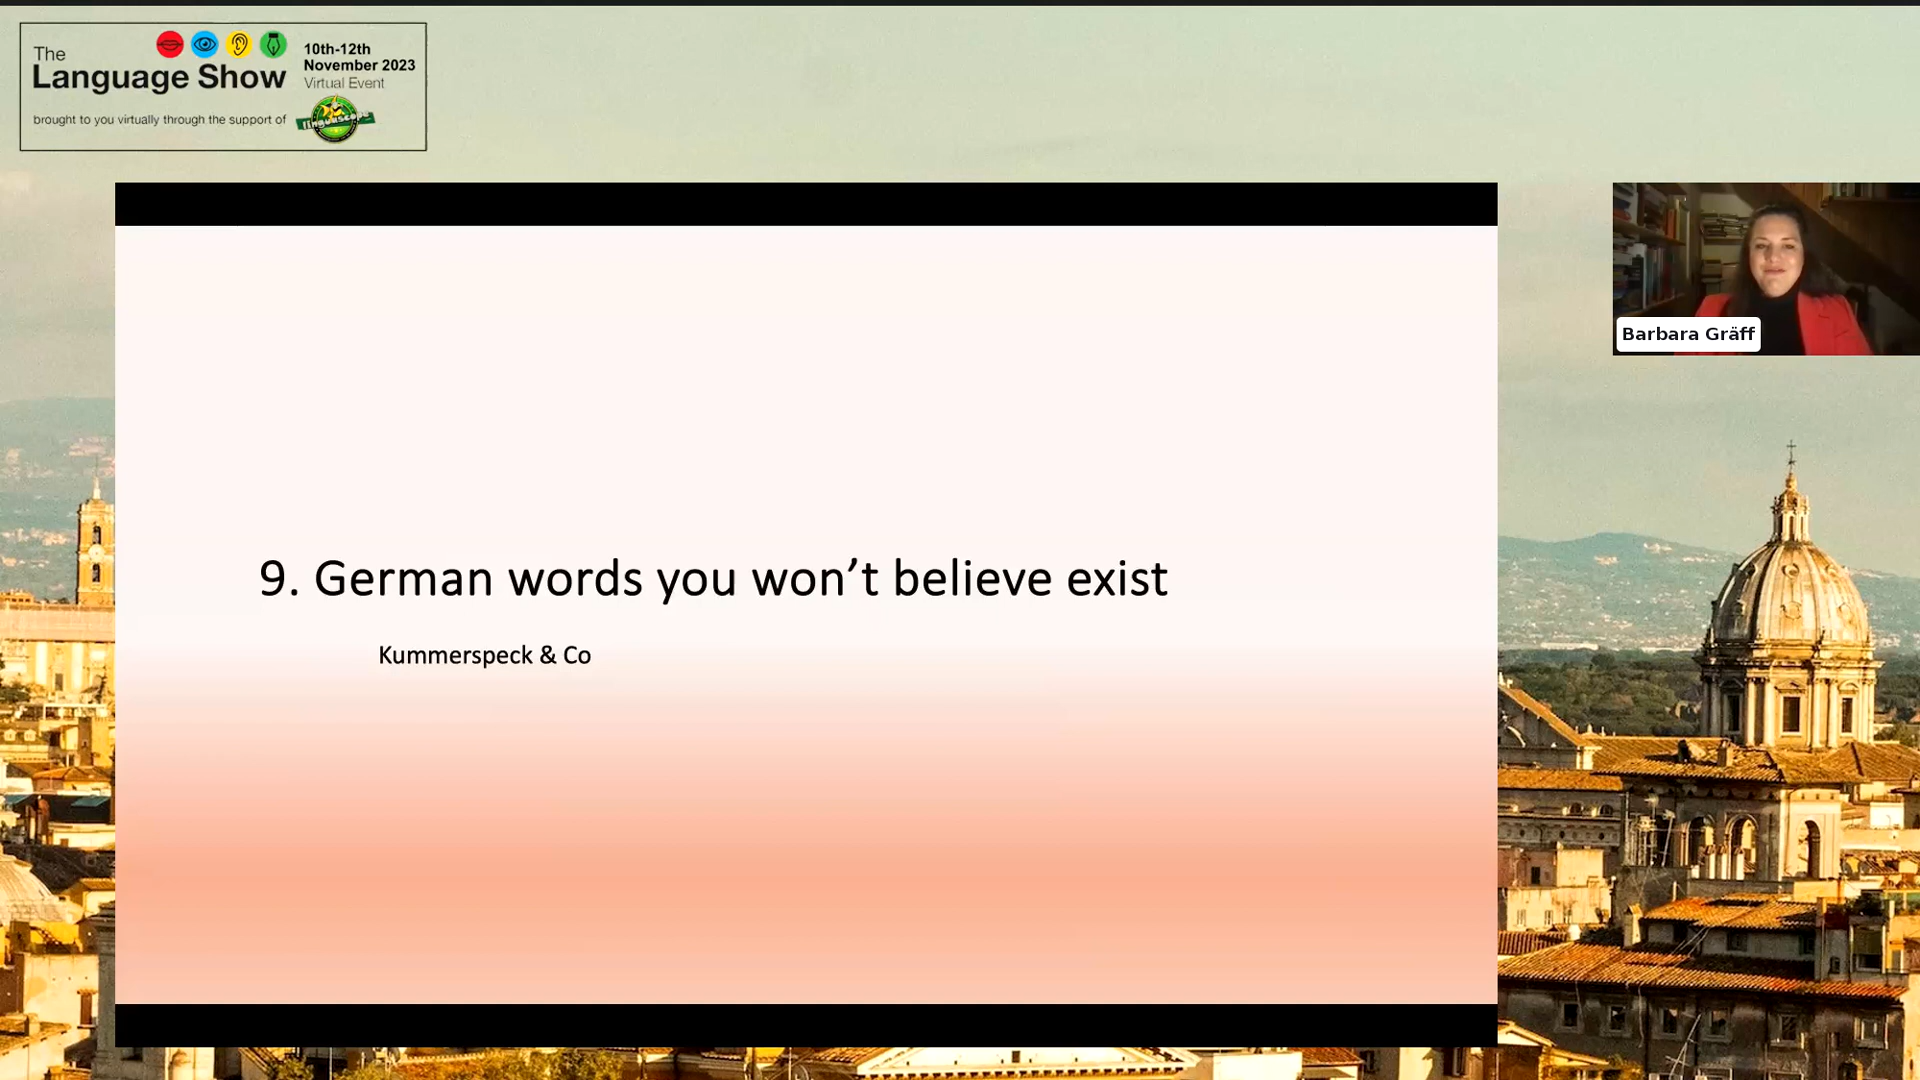 The
Language Show
10th-12th
November 2023
Virtual Event
brought to you virtually through the support of
linguascope
9. German words you won’t believe exist
Kummerspeck & Co
Barbara Gräff